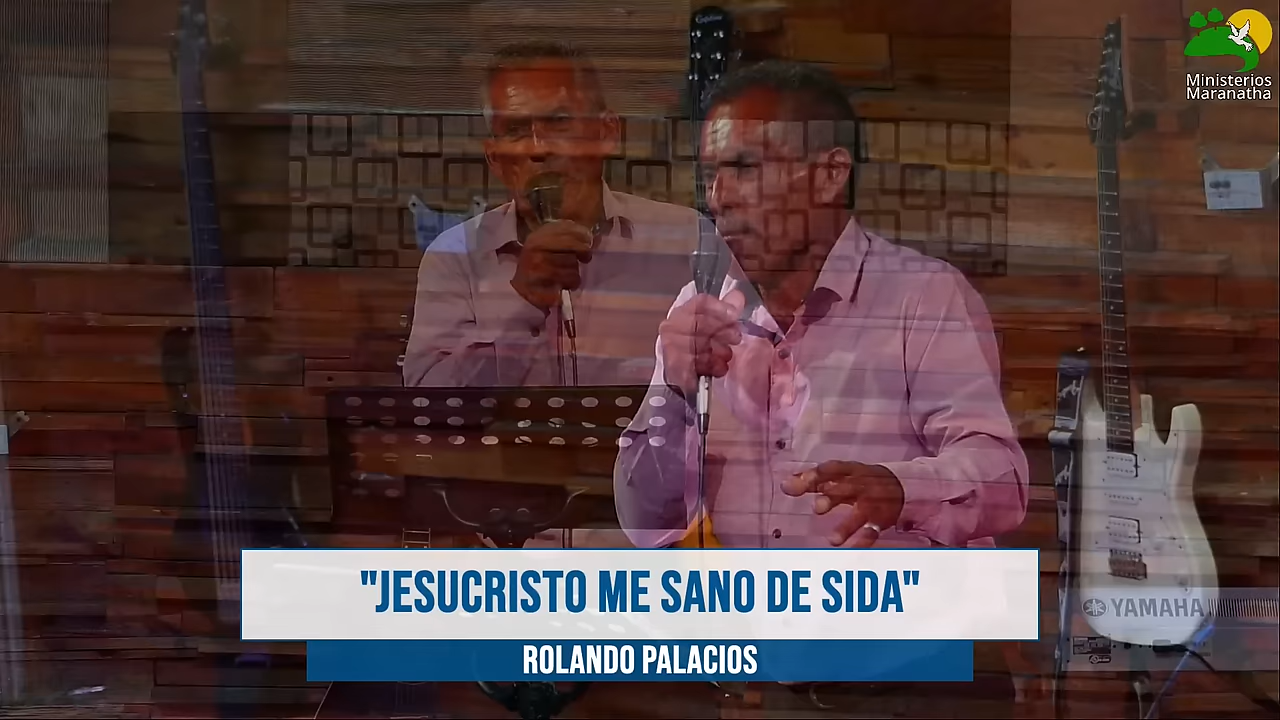 Ministerios
Maranatha
"JESUCRISTO ME SANO DE SIDA"
ROLANDO PALACIOS
YAMAHA